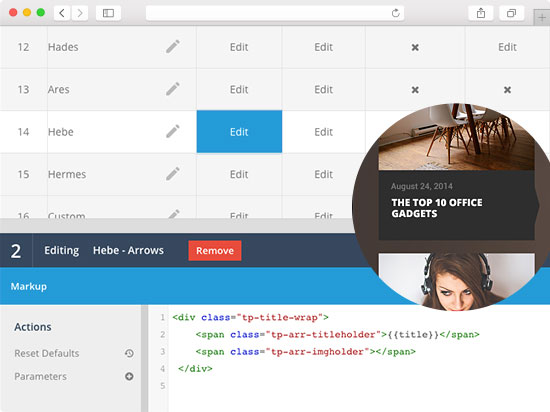 12 Hades Edit Edit × Edit
13 Ares Edit Edit × ×
14 Hebe Edit Edit
15 Hermes Edit Edit
16 Custom Edit Edit
August 24, 2014
THE TOP 10 OFFICE
GADGETS
2 Editing Hebe - Arrows Remove
Markup
Actions
Reset Defaults
Parameters
1 <div class="tp-title-wrap">
2 <span class="tp-arr-titleholder">{{title}}</span>
3 <span class="tp-arr-imgholder"></span>
4 </div>
5